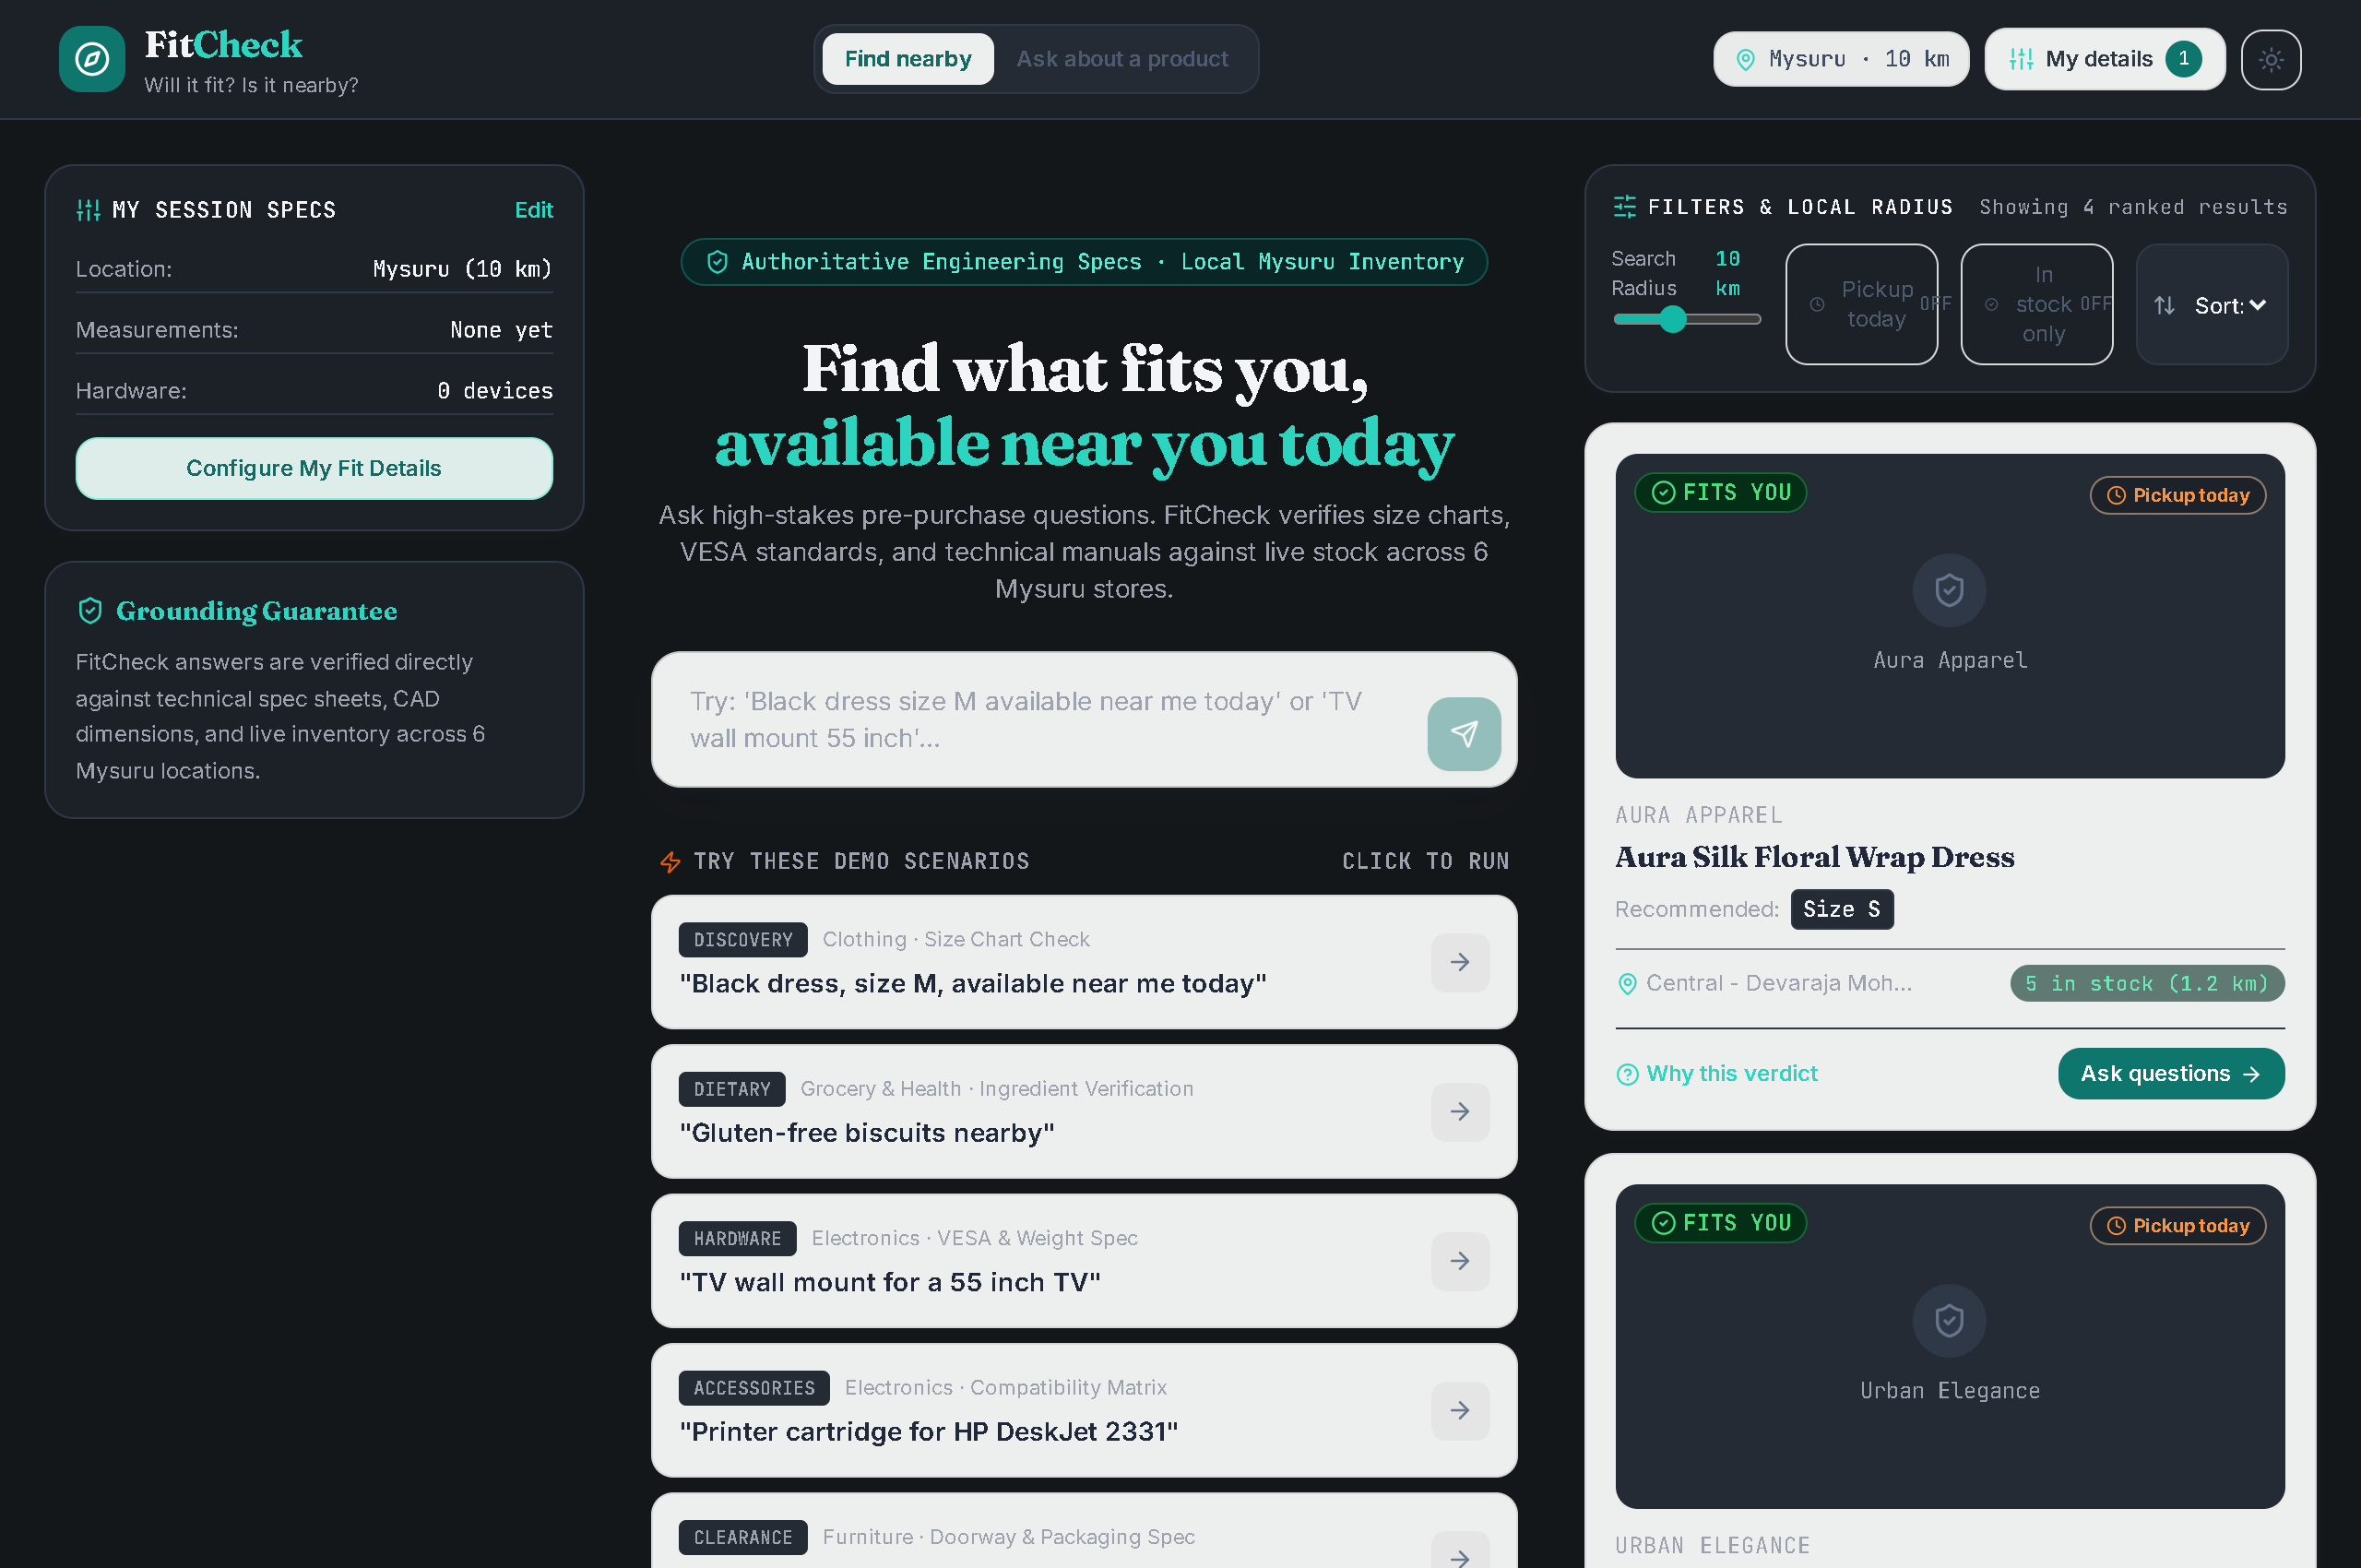 FitCheck
Will it fit? Is it nearby?
Find nearby
Ask about a product
Mysuru · 10 km
My details 1
MY SESSION SPECS
Edit
Location: Mysuru (10 km)
Measurements: None yet
Hardware: 0 devices
Configure My Fit Details
Grounding Guarantee
FitCheck answers are verified directly
against technical spec sheets, CAD
dimensions, and live inventory across 6
Mysuru locations.
Authoritative Engineering Specs · Local Mysuru Inventory
Find what fits you,
available near you today
Ask high-stakes pre-purchase questions. FitCheck verifies size charts,
VESA standards, and technical manuals against live stock across 6
Mysuru stores.
Try: 'Black dress size M available near me today' or 'TV
wall mount 55 inch'...
TRY THESE DEMO SCENARIOS
CLICK TO RUN
DISCOVERY Clothing · Size Chart Check
"Black dress, size M, available near me today"
DIETARY Grocery & Health · Ingredient Verification
"Gluten-free biscuits nearby"
HARDWARE Electronics · VESA & Weight Spec
"TV wall mount for a 55 inch TV"
ACCESSORIES Electronics · Compatibility Matrix
"Printer cartridge for HP DeskJet 2331"
CLEARANCE Furniture · Doorway & Packaging Spec
FILTERS & LOCAL RADIUS
Showing 4 ranked results
Search
Radius
10
km
Pickup
today
OFF
In
stock
only
OFF
Sort:
FITS YOU
Pickup today
Aura Apparel
AURA APPAREL
Aura Silk Floral Wrap Dress
Recommended: Size S
Central - Devaraja Moh...
5 in stock (1.2 km)
Why this verdict
Ask questions
FITS YOU
Pickup today
Urban Elegance
URBAN ELEGANCE